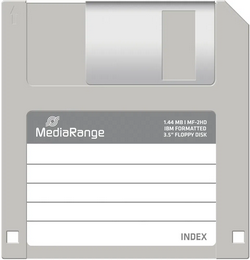 MediaRange
1.44 MB I MF-2HD
IBM FORMATTED
3.5" FLOPPY DISK
INDEX